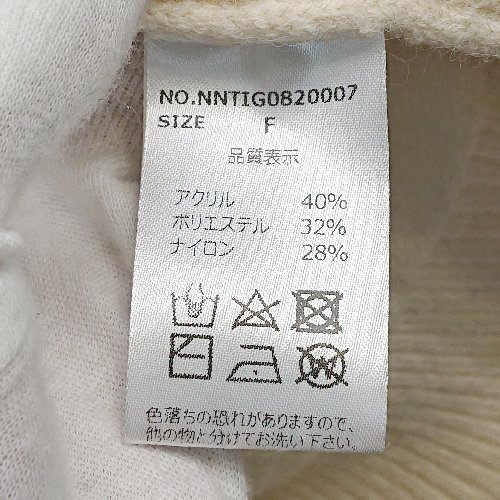 NO.NNTIG0820007
SIZE F
品質表示
アクリル 40%
ポリエステル 32%
ナイロン 28%
W
色落ちの恐れがありますので、
他の物と分けてお洗い下さい。